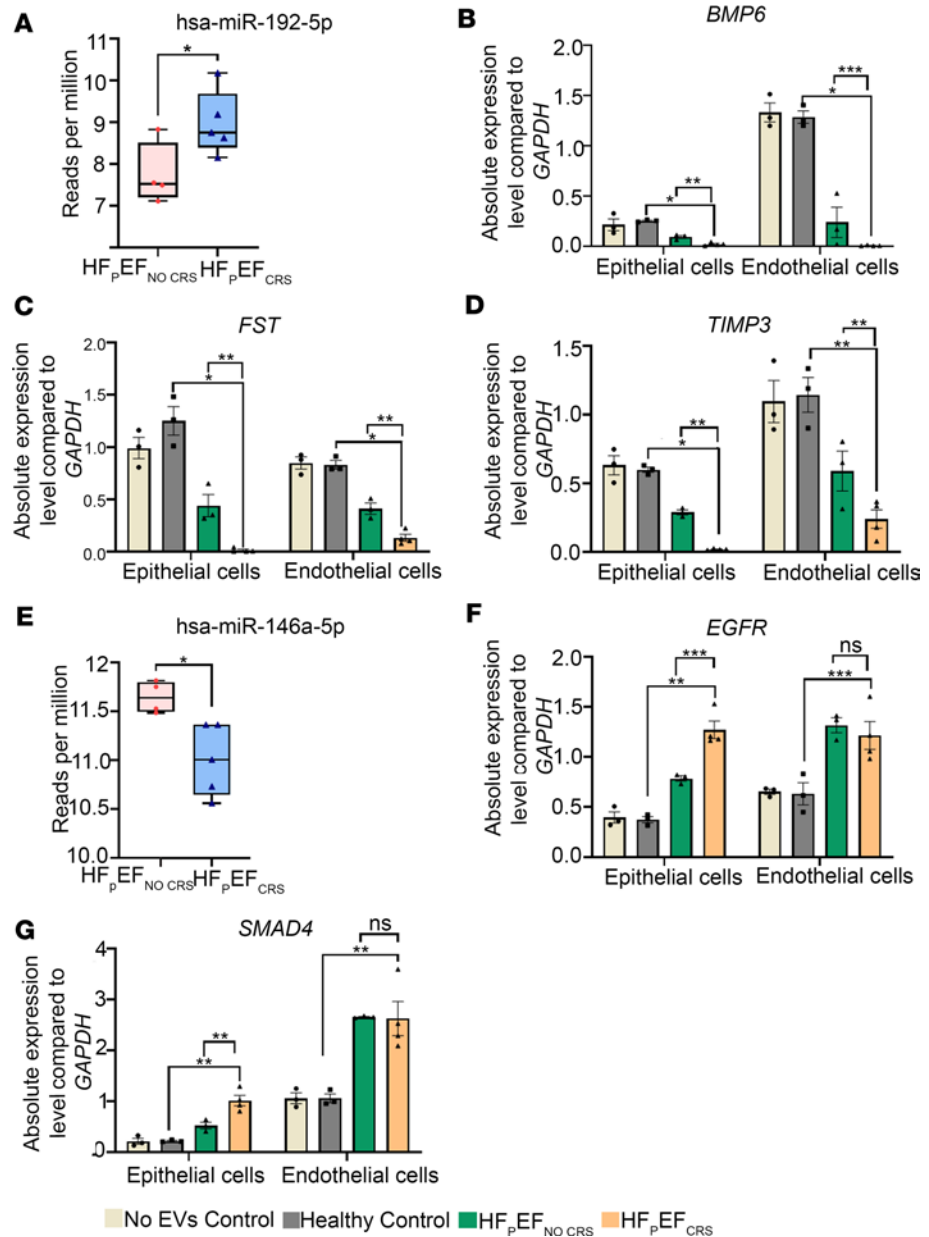 A
hsa-miR-192-5p
Reads per million
11
10
9
8
7
*
HFPEFNO CRS HFPEFCRS
B
BMP6
Absolute expression
level compared to
GAPDH
2.0
1.5
1.0
0.5
0.0
*
**
*
***
Epithelial cells Endothelial cells
C
FST
Absolute expression
level compared to
GAPDH
2.0
1.5
1.0
0.5
0.0
*
**
*
**
Epithelial cells Endothelial cells
D
TIMP3
Absolute expression
level compared to
GAPDH
1.5
1.0
0.5
0.0
*
**
**
**
Epithelial cells Endothelial cells
E
hsa-miR-146a-5p
Reads per million
12
11.5
11.0
10.5
10.0
*
HFPEFNO CRS HFPEFCRS
F
EGFR
Absolute expression
level compared to
GAPDH
2.0
1.5
1.0
0.5
0.0
**
***
***
ns
Epithelial cells Endothelial cells
G
SMAD4
Absolute expression
level compared to
GAPDH
4
3
2
1
0
**
**
**
ns
Epithelial cells Endothelial cells
No EVs Control Healthy Control HFPEFNO CRS HFPEFCRS